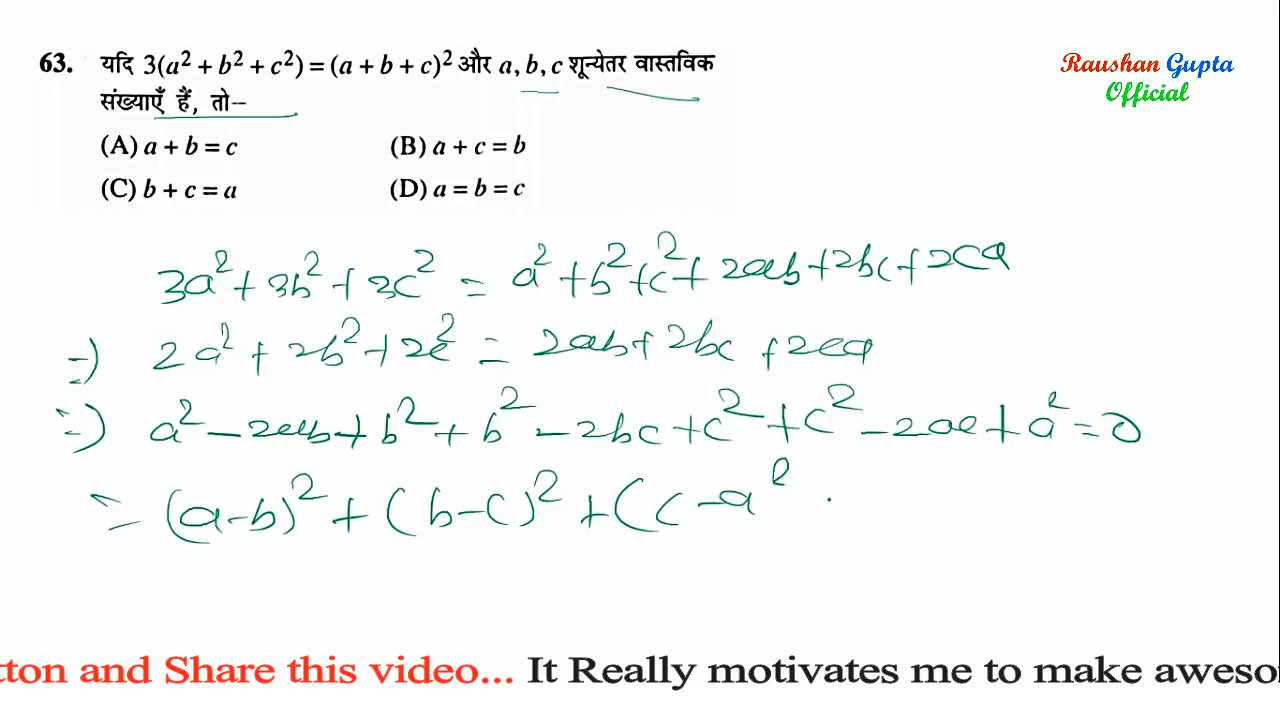 63. यदि 3(a² + b² + c²) = (a + b + c)² और a, b, c शून्येतर वास्तविक
संख्याएँ हैं, तो–
(A) a + b = c (B) a + c = b
(C) b + c = a (D) a = b = c
Raushan Gupta
Official
3a² + 3b² + 3c² = a² + b² + c² + 2ab + 2bc + 2ca
=) 2a² + 2b² + 2c² = 2ab + 2bc + 2ca
=) a² - 2ab + b² + b² - 2bc + c² + c² - 2ac + a² = 0
= (a-b)² + (b-c)² + (c-a²
tton and Share this video... It Really motivates me to make aweso